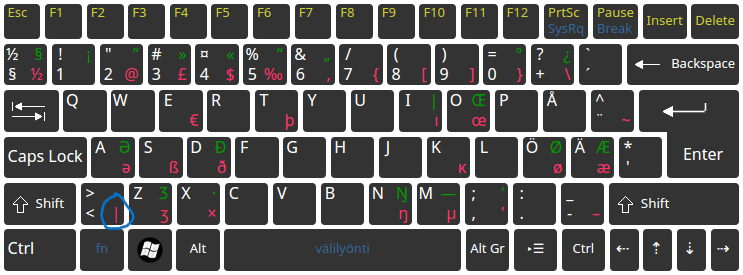 Esc F1 F2 F3 F4 F5 F6 F7 F8 F9 F10 F11 F12 PrtSc Pause Insert Delete
SysRq Break
½ § ! ¡ " ” # » ¤ « % “ & „ / ( ) = ° ? ¿ `
§ ½ 1 2 @ 3 £ 4 $ 5 ‰ 6 ‚ 7 { 8 [ 9 ] 0 } + \ ´ ← Backspace
Q W E R T Y U I | O Œ P Å ^
€ þ ı œ ¨ ~
Caps Lock A Ə S D Đ F G H J K L Ö Ø Ä Æ * Enter
ə ß ð ĸ ø æ '
Shift > Z Ʒ X · C V B N Ŋ M — ; ‘ : _ Shift
< | ʒ × ŋ µ , ’ . - –
Ctrl fn Alt välilyönti Alt Gr Ctrl ← ↑ ↓ →